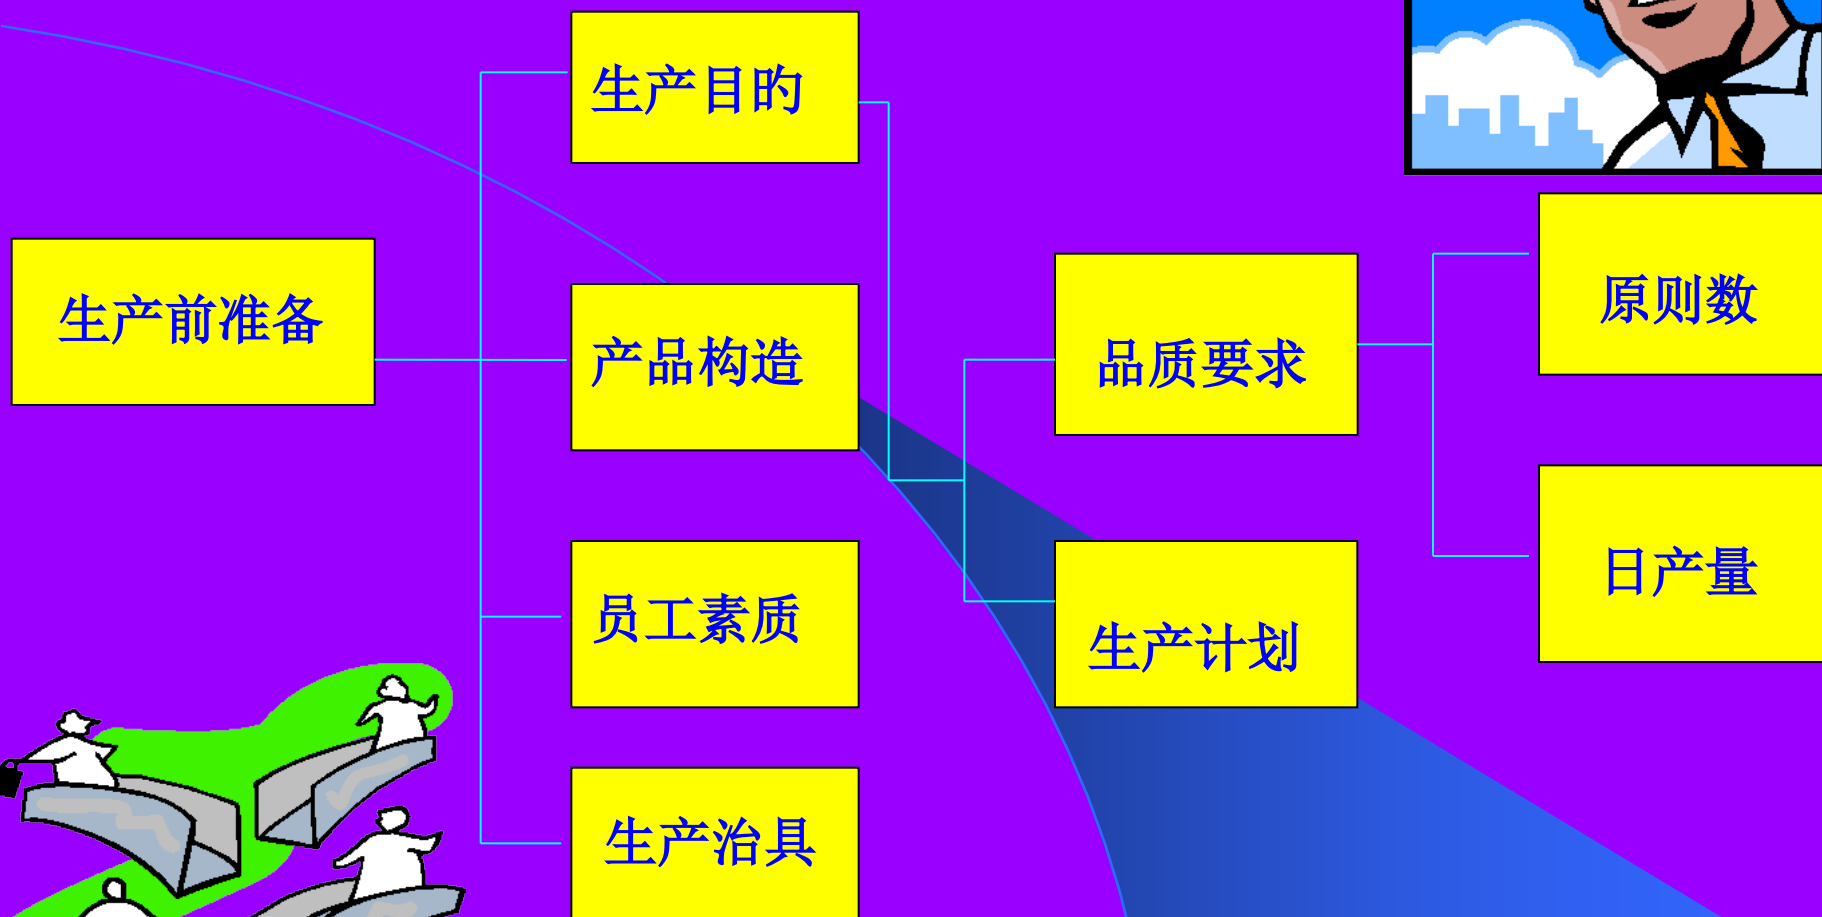 生产目旳
生产前准备
产品构造
员工素质
生产治具
品质要求
生产计划
原则数
日产量